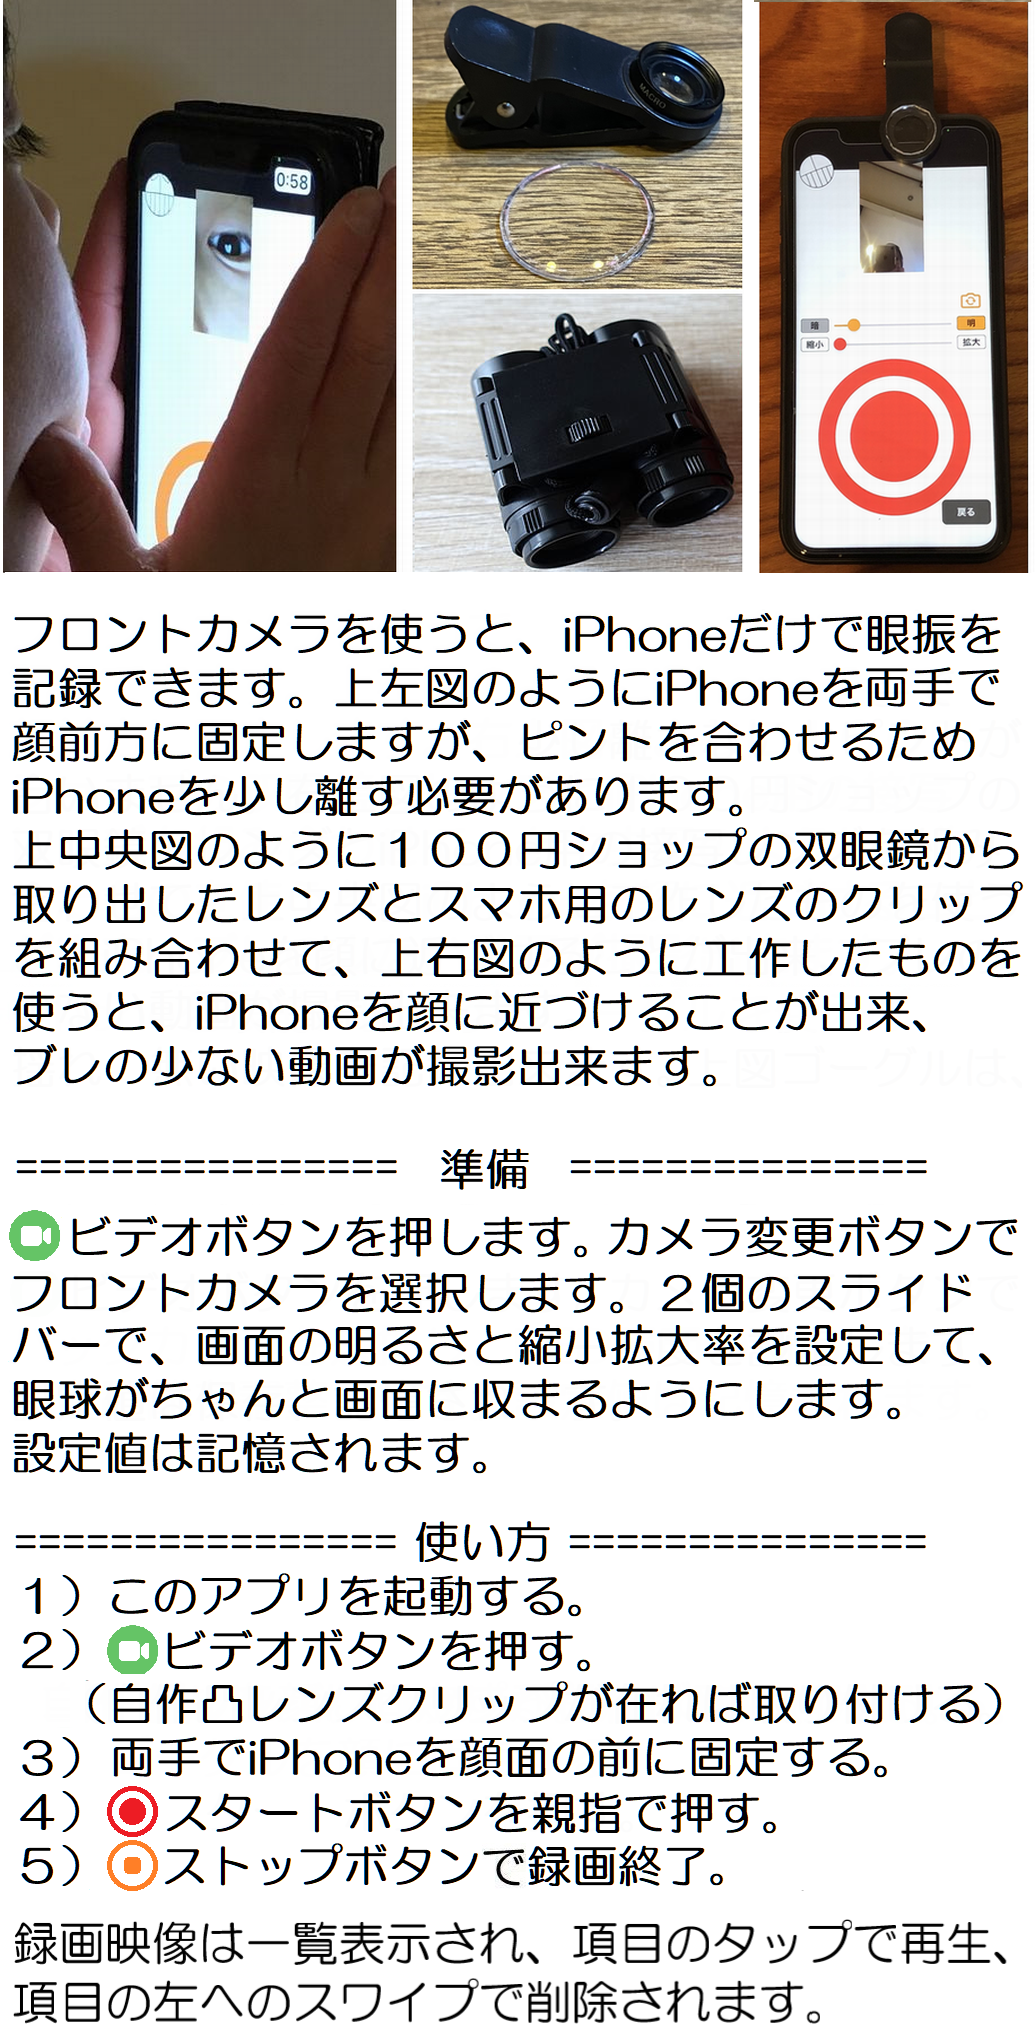 0:58
MACRO
暗
明
縮小
拡大
戻る
フロントカメラを使うと、iPhoneだけで眼振を
記録できます。上左図のようにiPhoneを両手で
顔前方に固定しますが、ピントを合わせるため
iPhoneを少し離す必要があります。
上中央図のように１００円ショップの双眼鏡から
取り出したレンズとスマホ用のレンズのクリップ
を組み合わせて、上右図のように工作したものを
使うと、iPhoneを顔に近づけることが出来、
ブレの少ない動画が撮影出来ます。
================ 準備 ===============
ビデオボタンを押します。カメラ変更ボタンで
フロントカメラを選択します。２個のスライド
バーで、画面の明るさと縮小拡大率を設定して、
眼球がちゃんと画面に収まるようにします。
設定値は記憶されます。
================ 使い方 ===============
１）このアプリを起動する。
２）ビデオボタンを押す。
（自作凸レンズクリップが在れば取り付ける）
３）両手でiPhoneを顔面の前に固定する。
４）スタートボタンを親指で押す。
５）ストップボタンで録画終了。
録画映像は一覧表示され、項目のタップで再生、
項目の左へのスワイプで削除されます。